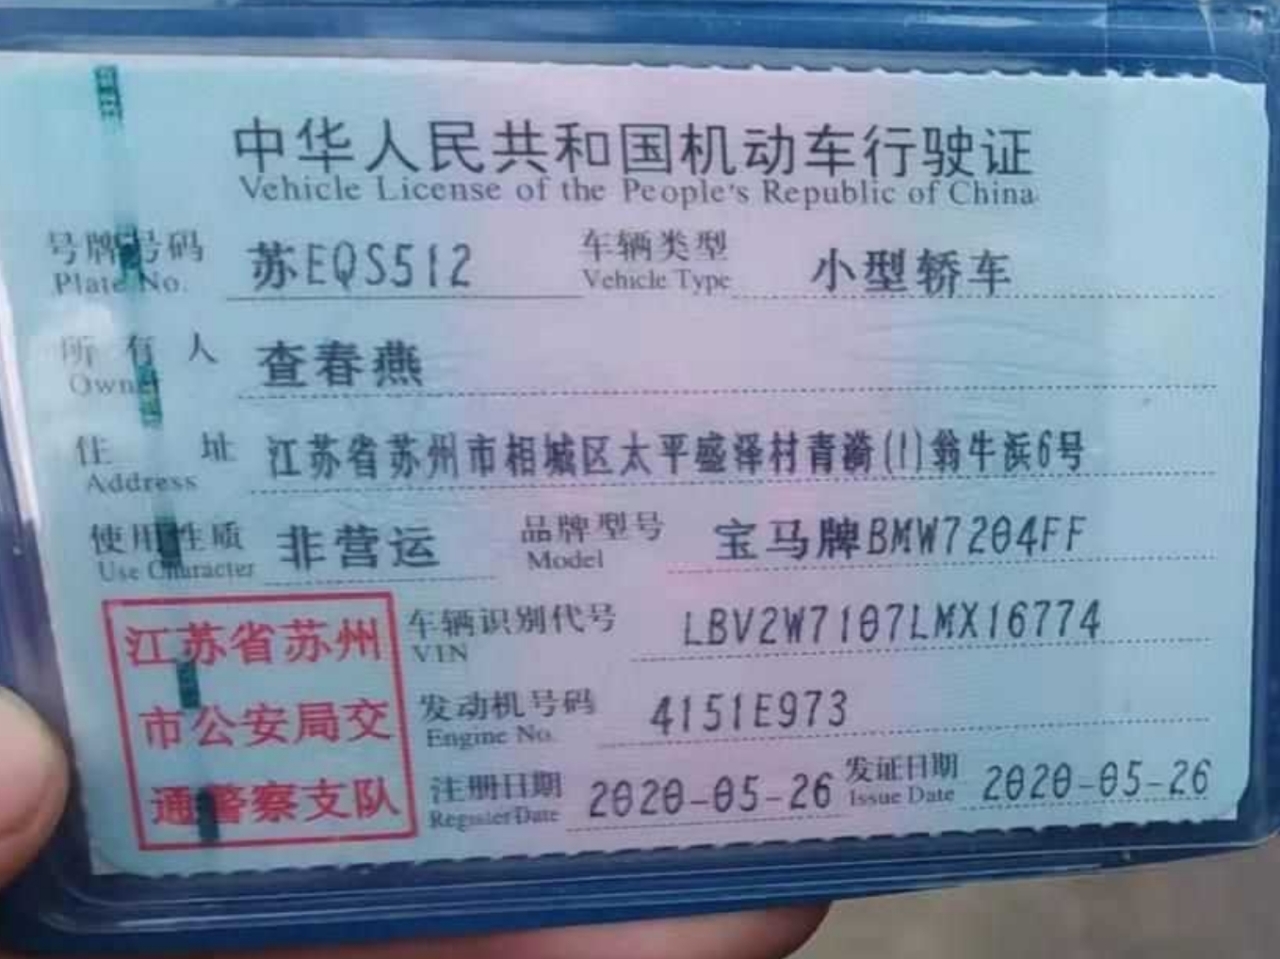 中华人民共和国机动车行驶证
Vehicle License of the People's Republic of China
号牌号码 苏EQS512 车辆类型 小型轿车
Plate No. Vehicle Type
所有人 查春燕
Owner
住址 江苏省苏州市相城区太平盛泽村青漪(1)翁牛浜6号
Address
使用性质 非营运 品牌型号 宝马牌BMW7204FF
Use Character Model
江苏省苏州 车辆识别代号 LBV2W7107LMX16774
VIN
市公安局交 发动机号码 4151E973
Engine No.
通警察支队 注册日期 2020-05-26 发证日期 2020-05-26
Register Date Issue Date